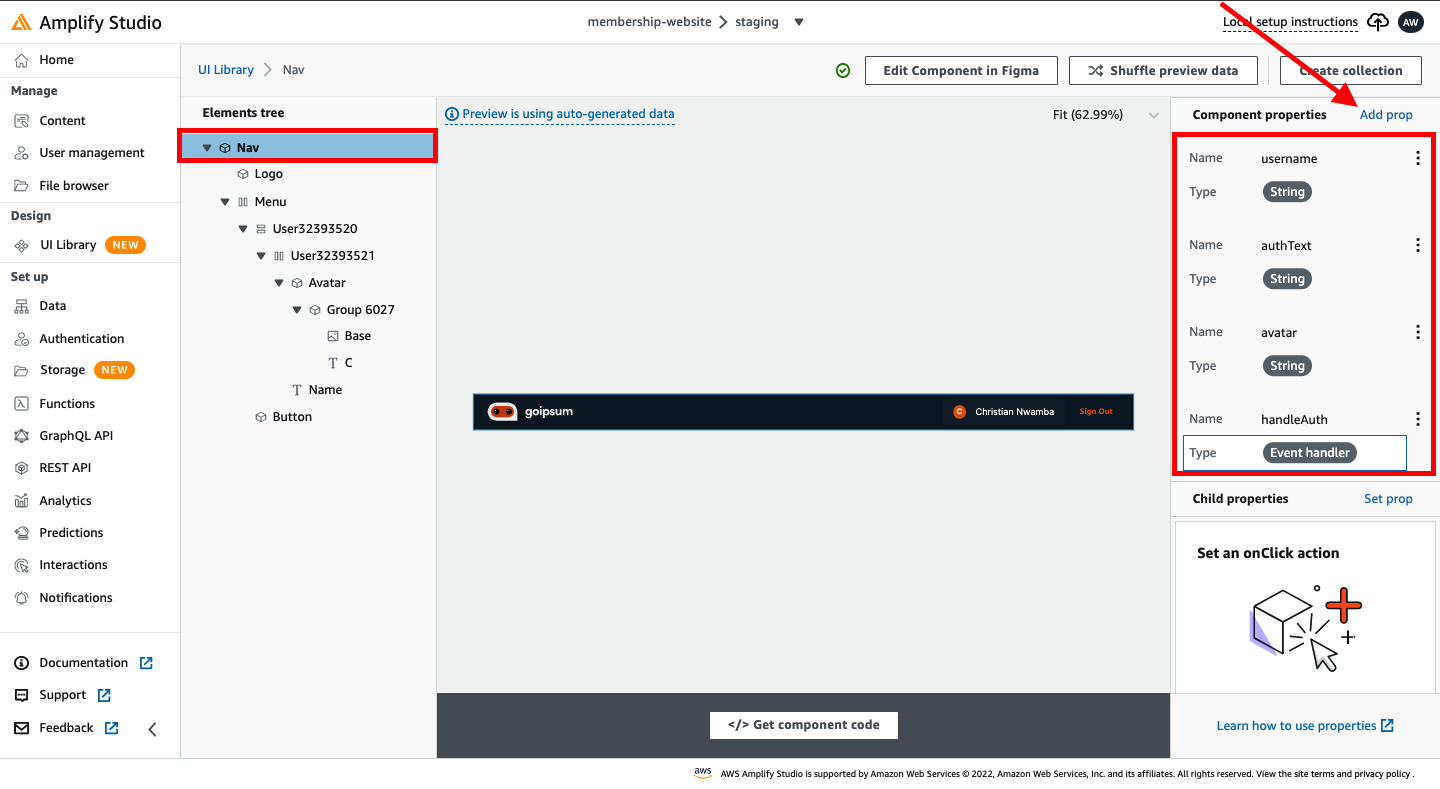 Amplify Studio
membership-website > staging ▼
Local setup instructions
AW
Home
Manage
Content
User management
File browser
Design
UI Library NEW
Set up
Data
Authentication
Storage NEW
Functions
GraphQL API
REST API
Analytics
Predictions
Interactions
Notifications
Documentation
Support
Feedback
UI Library > Nav
Edit Component in Figma
Shuffle preview data
Create collection
Elements tree
Nav
Logo
Menu
User32393520
User32393521
Avatar
Group 6027
Base
T C
T Name
Button
Preview is using auto-generated data
Fit (62.99%)
goipsum
C Christian Nwamba Sign Out
</> Get component code
Component properties Add prop
Name username
Type String
Name authText
Type String
Name avatar
Type String
Name handleAuth
Type Event handler
Child properties Set prop
Set an onClick action
Learn how to use properties
aws AWS Amplify Studio is supported by Amazon Web Services © 2022, Amazon Web Services, Inc. and its affiliates. All rights reserved. View the site terms and privacy policy .